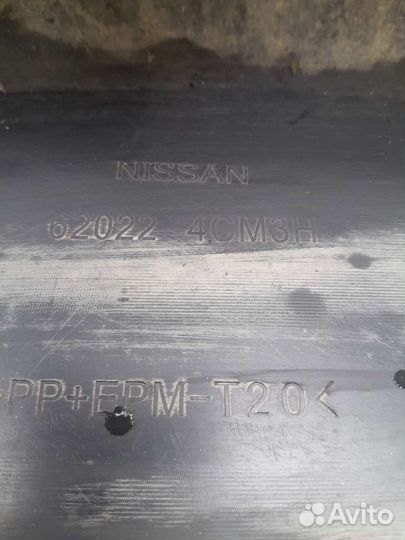 NISSAN
62022 4CM3H
>PP+EPM-T20<
Avito